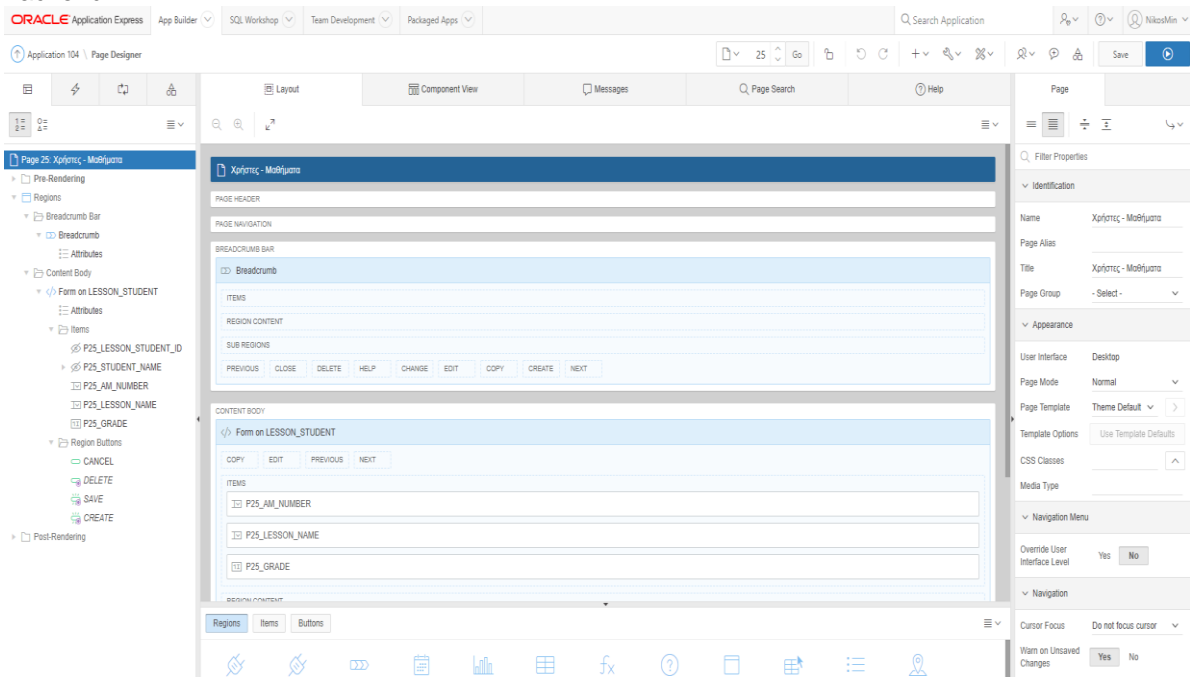 ORACLE Application Express App Builder SQL Workshop Team Development Packaged Apps Search Application NikosMin
Application 104 \ Page Designer 25 Go Save
Layout Component View Messages Page Search Help Page
Page 25: Χρήστες - Μαθήματα
Pre-Rendering
Regions
Breadcrumb Bar
Breadcrumb
Attributes
Content Body
Form on LESSON_STUDENT
Attributes
Items
P25_LESSON_STUDENT_ID
P25_STUDENT_NAME
P25_AM_NUMBER
P25_LESSON_NAME
P25_GRADE
Region Buttons
CANCEL
DELETE
SAVE
CREATE
Post-Rendering
Χρήστες - Μαθήματα
PAGE HEADER
PAGE NAVIGATION
BREADCRUMB BAR
Breadcrumb
ITEMS
REGION CONTENT
SUB REGIONS
PREVIOUS CLOSE DELETE HELP CHANGE EDIT COPY CREATE NEXT
CONTENT BODY
Form on LESSON_STUDENT
COPY EDIT PREVIOUS NEXT
ITEMS
P25_AM_NUMBER
P25_LESSON_NAME
P25_GRADE
REGION CONTENT
Regions Items Buttons
Filter Properties
Identification
Name Χρήστες - Μαθήματα
Page Alias
Title Χρήστες - Μαθήματα
Page Group - Select -
Appearance
User Interface Desktop
Page Mode Normal
Page Template Theme Default
Template Options Use Template Defaults
CSS Classes
Media Type
Navigation Menu
Override User
Interface Level Yes No
Navigation
Cursor Focus Do not focus cursor
Warn on Unsaved
Changes Yes No